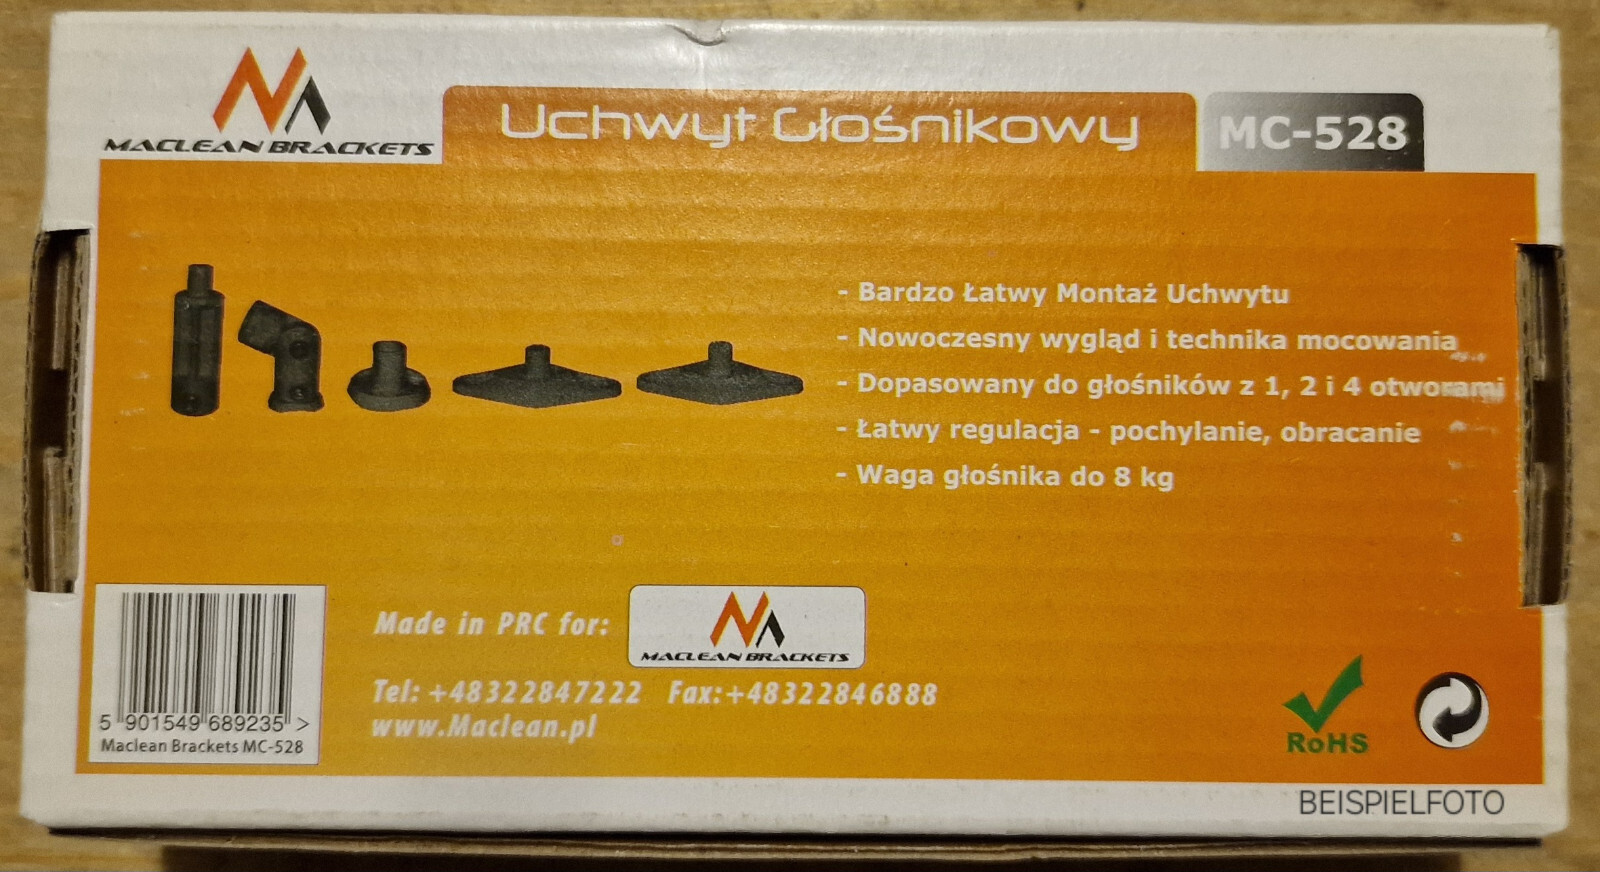 MACLEAN BRACKETS
Uchwyt Głośnikowy
MC-528
- Bardzo Łatwy Montaż Uchwytu
- Nowoczesny wygląd i technika mocowania
- Dopasowany do głośników z 1, 2 i 4 otworami
- Łatwy regulacja - pochylanie, obracanie
- Waga głośnika do 8 kg
Made in PRC for:
MACLEAN BRACKETS
Tel: +48322847222 Fax:+48322846888
www.Maclean.pl
5 901549 689235 >
Maclean Brackets MC-528
RoHS
BEISPIELFOTO